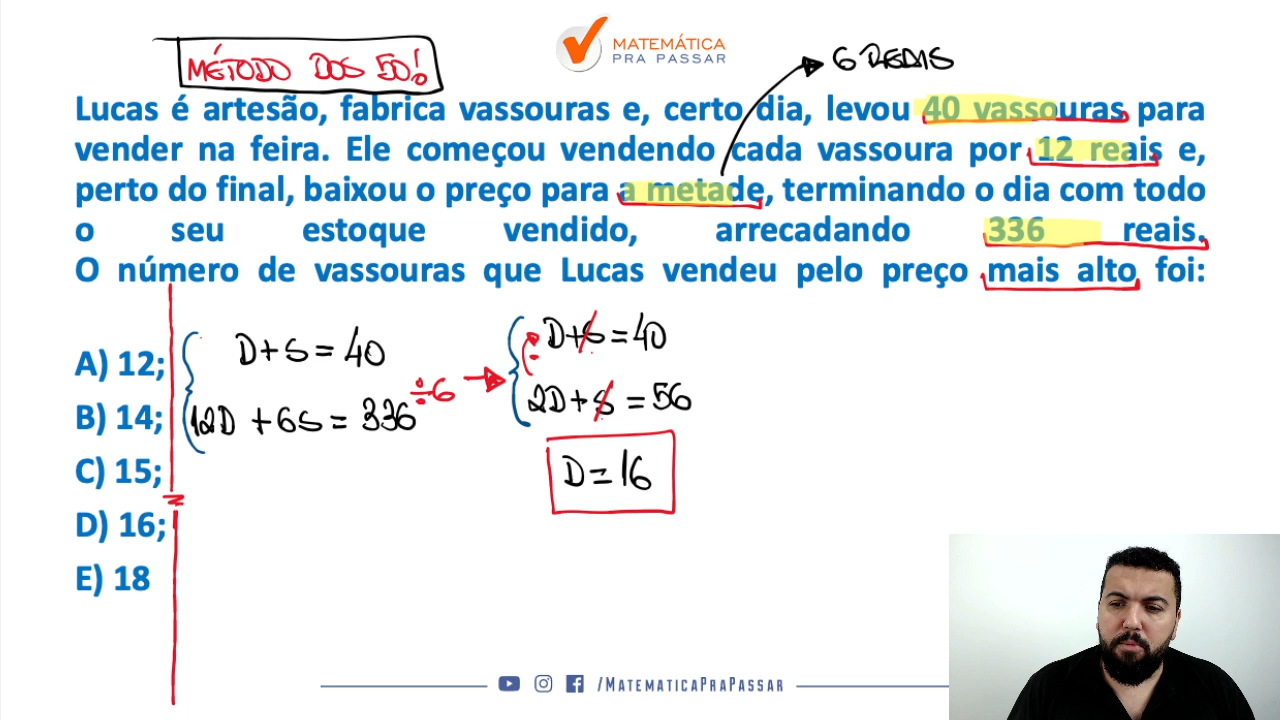 MÉTODO DOS 50!
MATEMÁTICA
PRA PASSAR
6 REAIS
Lucas é artesão, fabrica vassouras e, certo dia, levou 40 vassouras para
vender na feira. Ele começou vendendo cada vassoura por 12 reais e,
perto do final, baixou o preço para a metade, terminando o dia com todo
o seu estoque vendido, arrecadando 336 reais.
O número de vassouras que Lucas vendeu pelo preço mais alto foi:
A) 12;
B) 14;
C) 15;
D) 16;
E) 18
D+S=40
12D+6S=336 ÷6
D+S=40
2D+S=56
D=16
/MATEMATICAPRAPASSAR